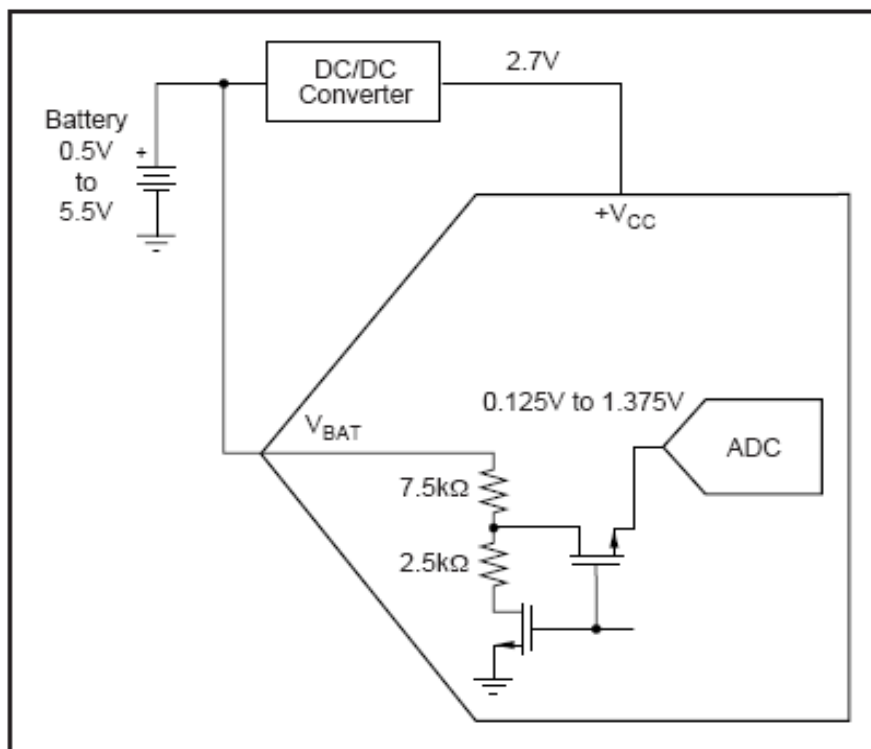 DC/DC
Converter
2.7V
Battery
0.5V
to
5.5V
+
+VCC
0.125V to 1.375V
VBAT
ADC
7.5kΩ
2.5kΩ